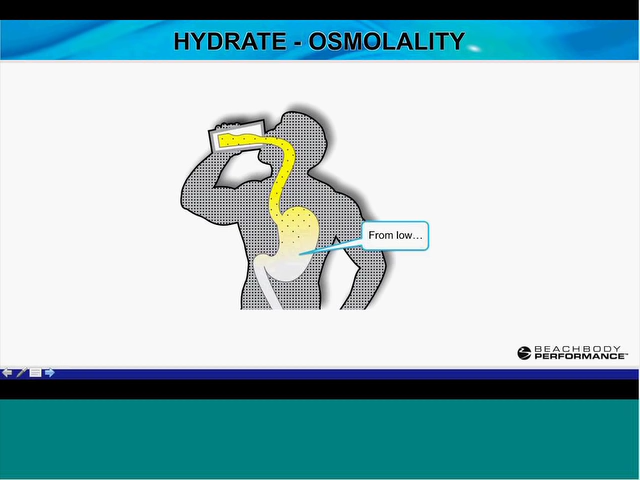 HYDRATE - OSMOLALITY
From low…
BEACHBODY
PERFORMANCE™